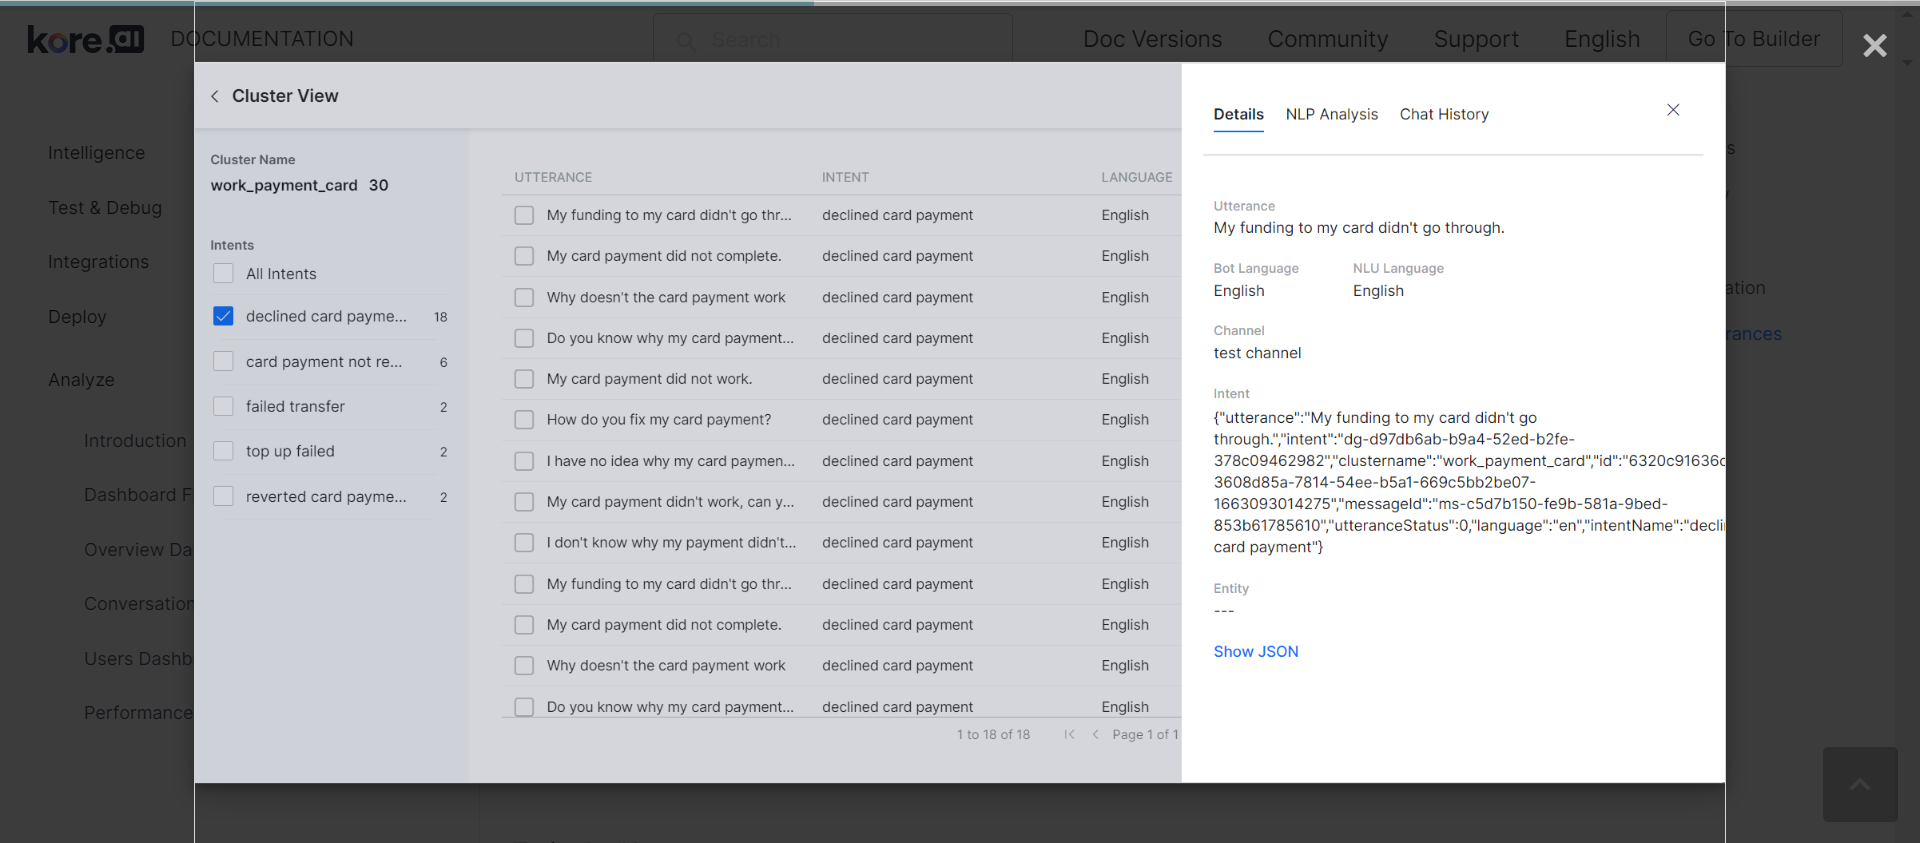 kore.ai DOCUMENTATION
Search
Doc Versions
Community
Support
English
Go To Builder
Intelligence
Test & Debug
Integrations
Deploy
Analyze
Introduction
Dashboard F
Overview Da
Conversation
Users Dashb
Performance
Cluster View
Cluster Name
work_payment_card 30
Intents
All Intents
declined card payme... 18
card payment not re... 6
failed transfer 2
top up failed 2
reverted card payme... 2
UTTERANCE INTENT LANGUAGE
My funding to my card didn't go thr... declined card payment English
My card payment did not complete. declined card payment English
Why doesn't the card payment work declined card payment English
Do you know why my card payment... declined card payment English
My card payment did not work. declined card payment English
How do you fix my card payment? declined card payment English
I have no idea why my card paymen... declined card payment English
My card payment didn't work, can y... declined card payment English
I don't know why my payment didn't... declined card payment English
My funding to my card didn't go thr... declined card payment English
My card payment did not complete. declined card payment English
Why doesn't the card payment work declined card payment English
Do you know why my card payment... declined card payment English
1 to 18 of 18 Page 1 of 1
Details NLP Analysis Chat History
Utterance
My funding to my card didn't go through.
Bot Language NLU Language
English English
Channel
test channel
Intent
{"utterance":"My funding to my card didn't go
through.","intent":"dg-d97db6ab-b9a4-52ed-b2fe-
378c09462982","clustername":"work_payment_card","id":"6320c91636c
3608d85a-7814-54ee-b5a1-669c5bb2be07-
1663093014275","messageId":"ms-c5d7b150-fe9b-581a-9bed-
853b61785610","utteranceStatus":0,"language":"en","intentName":"declin
card payment"}
Entity
---
Show JSON
s
ation
rances